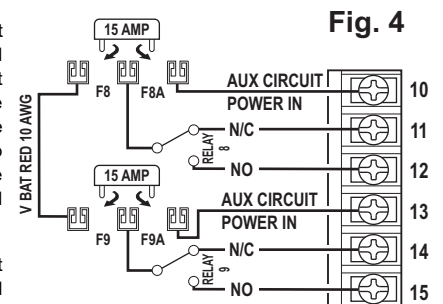 Fig. 4
15 AMP
F8
F8A
AUX CIRCUIT
POWER IN
10
N/C
11
RELAY
8
NO
12
V BAT RED 10 AWG
15 AMP
F9
F9A
AUX CIRCUIT
POWER IN
13
N/C
14
RELAY
9
NO
15